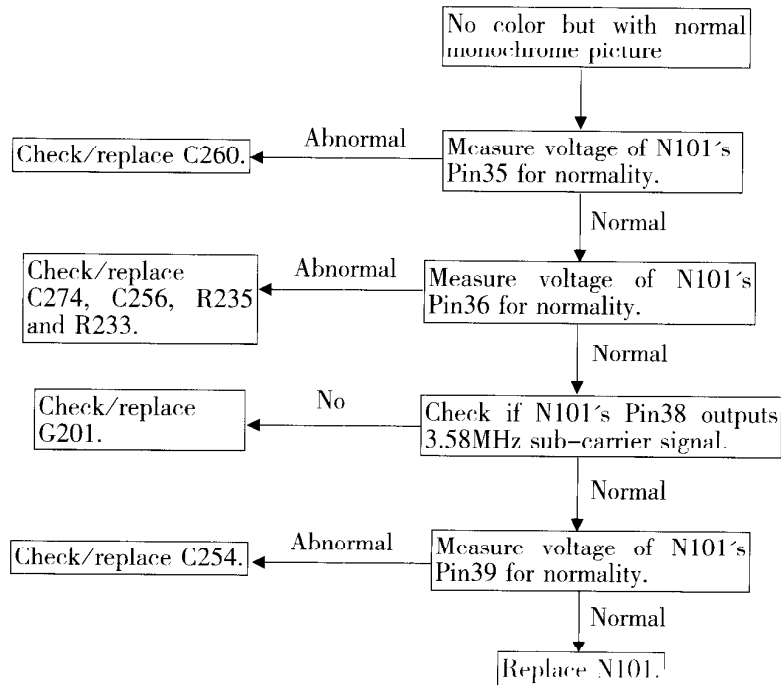 No color but with normal
monochrome picture
Abnormal
Measure voltage of N101's
Pin35 for normality.
Check/replace C260.
Normal
Check/replace
C274, C256, R235
and R233.
Abnormal
Measure voltage of N101's
Pin36 for normality.
Normal
Check/replace
G201.
No
Check if N101's Pin38 outputs
3.58MHz sub-carrier signal.
Normal
Check/replace C254.
Abnormal
Measure voltage of N101's
Pin39 for normality.
Normal
Replace N101.